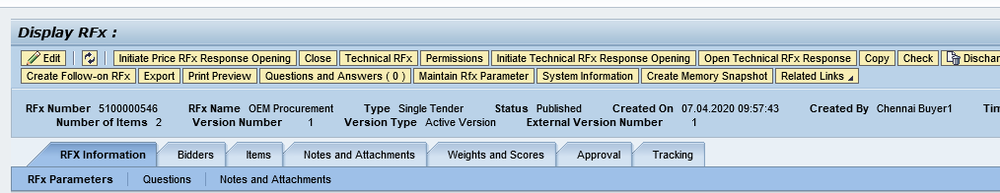 Display RFx :
Edit Initiate Price RFx Response Opening Close Technical RFx Permissions Initiate Technical RFx Response Opening Open Technical RFx Response Copy Check Dischar
Create Follow-on RFx Export Print Preview Questions and Answers ( 0 ) Maintain Rfx Parameter System Information Create Memory Snapshot Related Links
RFx Number 5100000546 RFx Name OEM Procurement Type Single Tender Status Published Created On 07.04.2020 09:57:43 Created By Chennai Buyer1 Tim
Number of Items 2 Version Number 1 Version Type Active Version External Version Number 1
RFX Information Bidders Items Notes and Attachments Weights and Scores Approval Tracking
RFx Parameters Questions Notes and Attachments